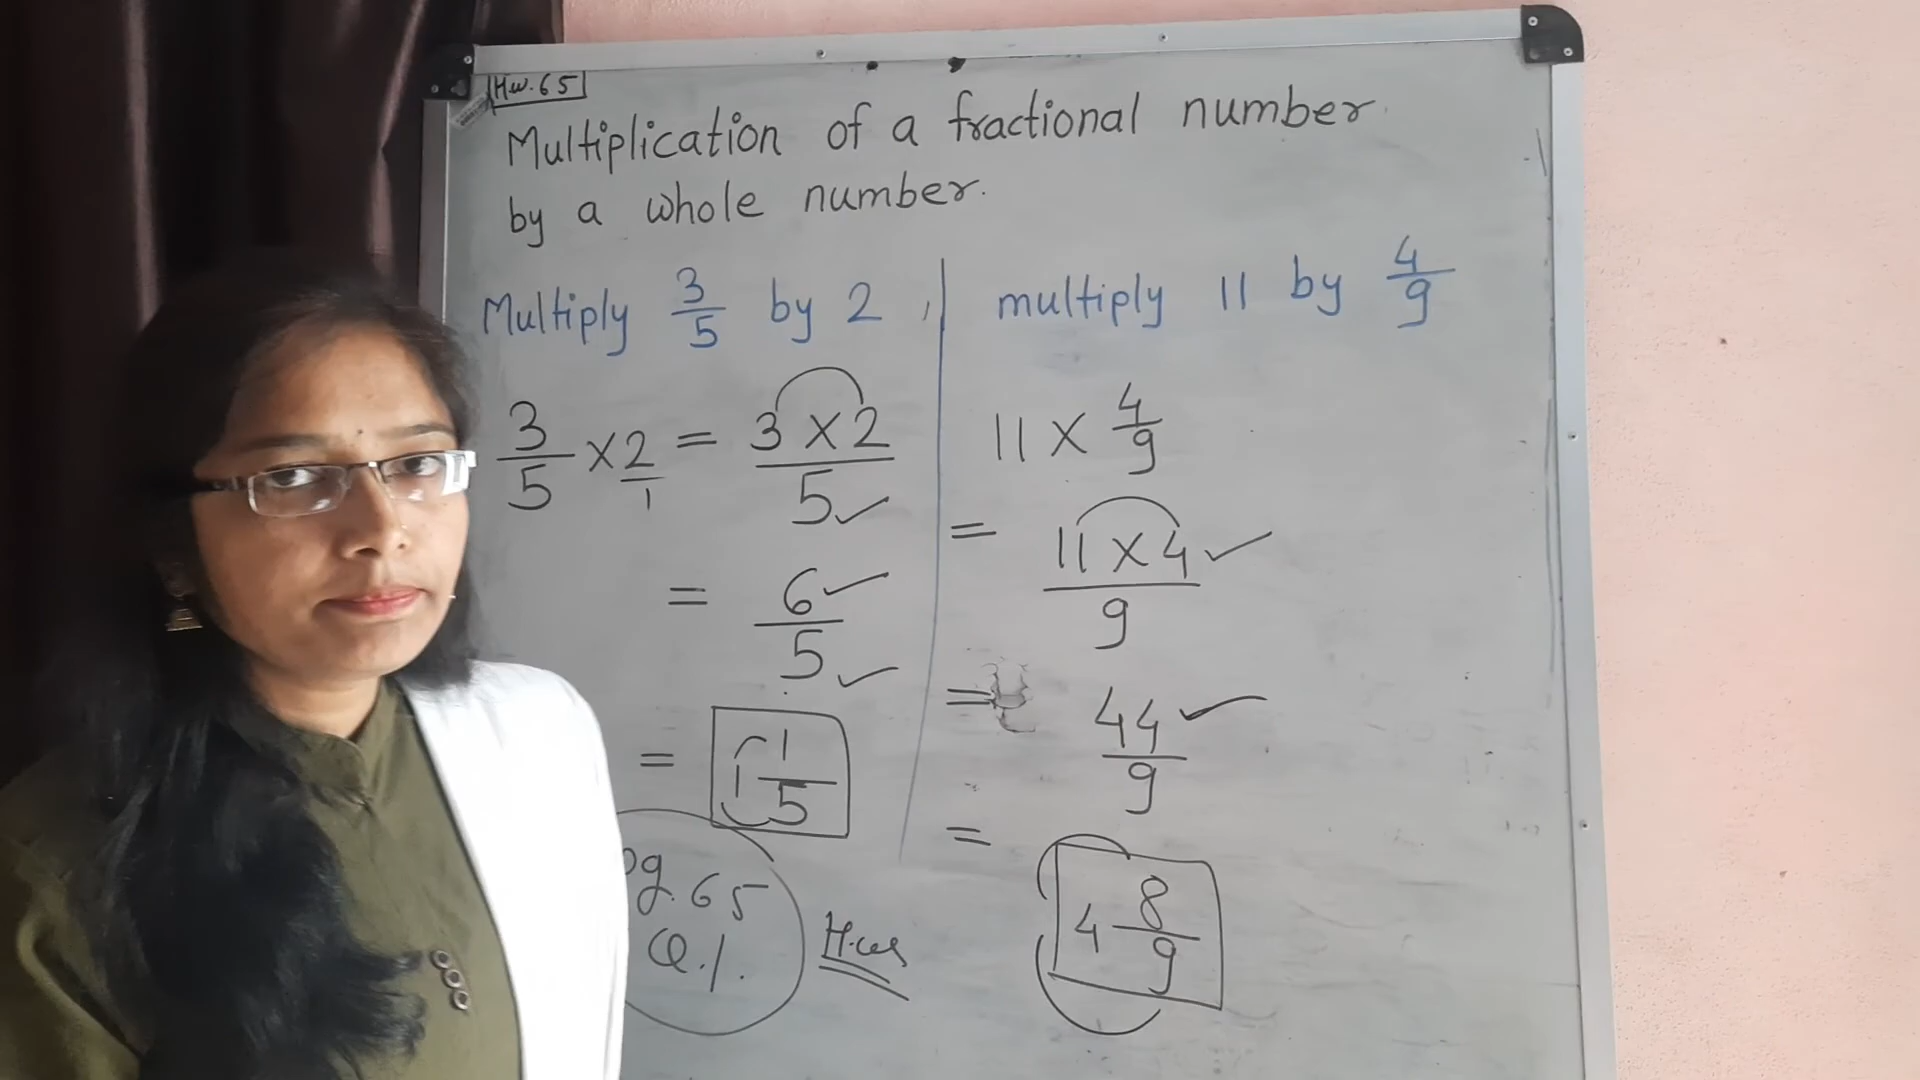 Hw. 65
Multiplication of a fractional number
by a whole number.
Multiply 3/5 by 2,
3/5 × 2/1 = 3 × 2/5
= 6/5
= 1 1/5
pg. 65
Q.1.
H.w
multiply 11 by 4/9
11 × 4/9
= 11 × 4/9
= 44/9
= 4 8/9